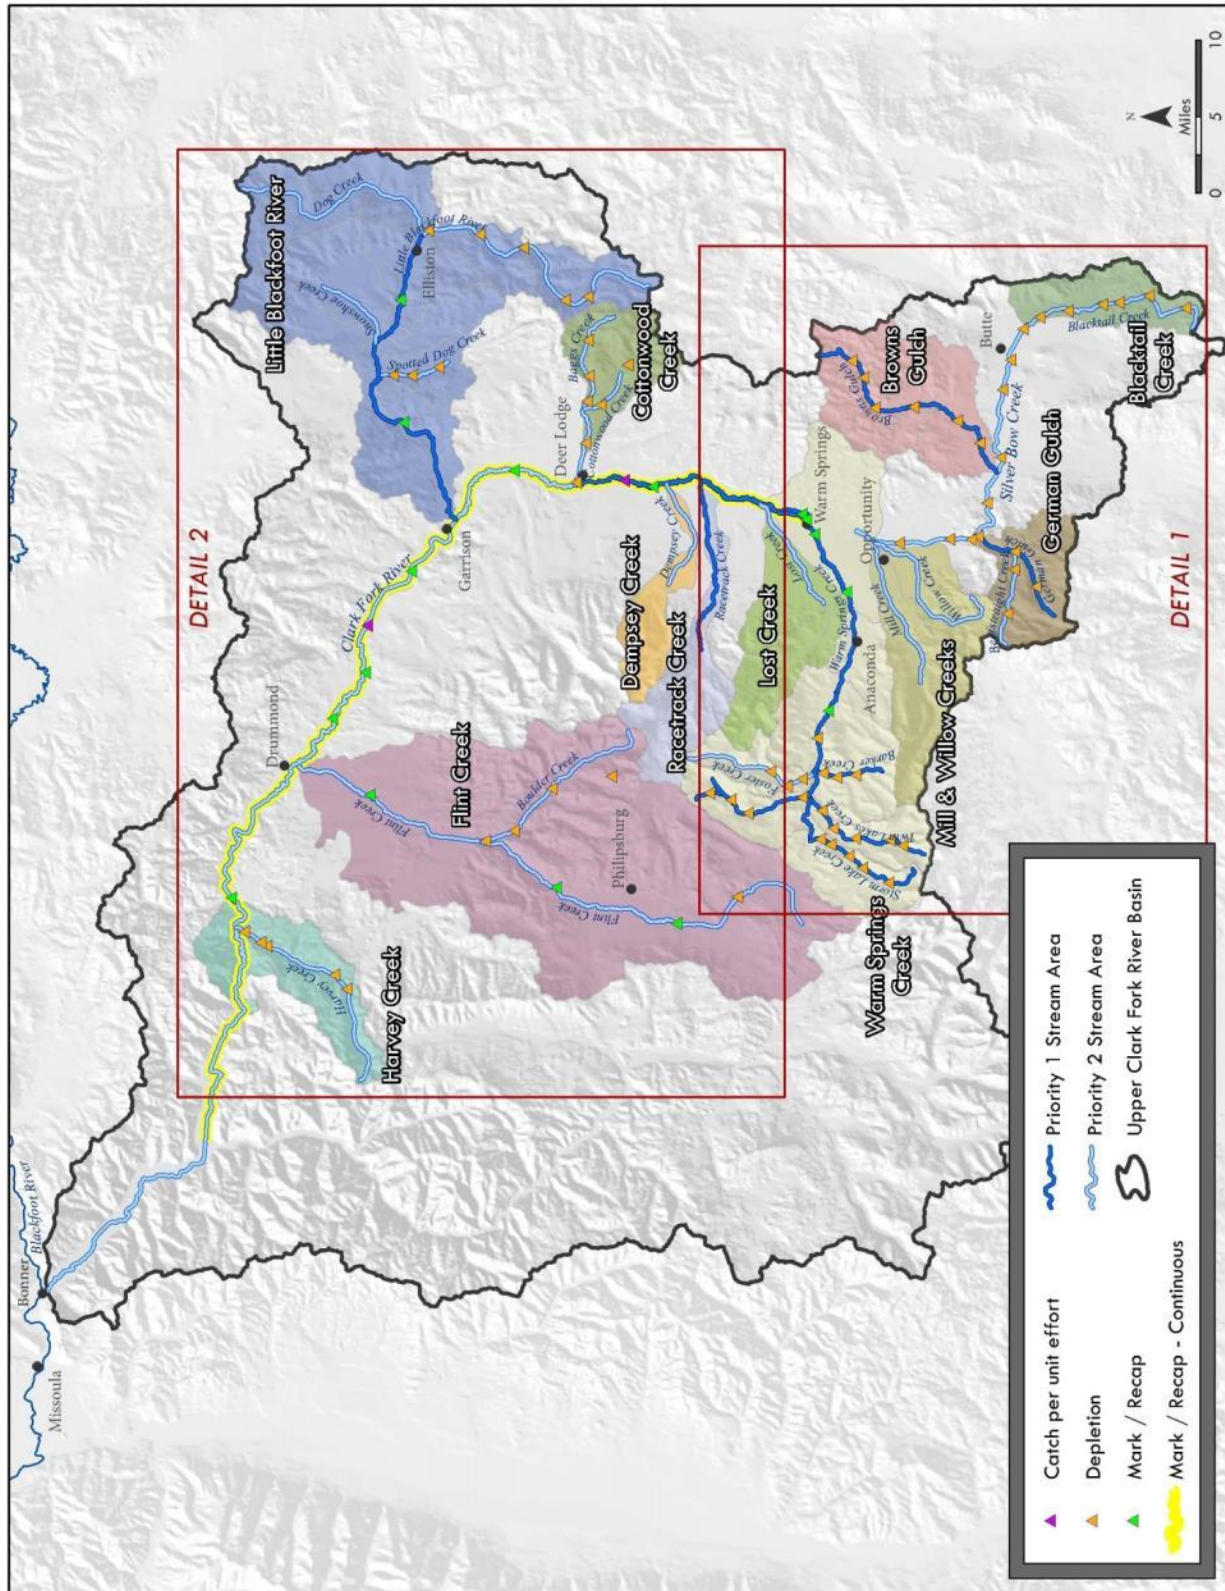 Missoula
Bonner
Blackfoot River
DETAIL 2
Clark Fork River
Drummond
Garrison
Little Blackfoot River
Dog Creek
Snowshoe Creek
Little Blackfoot River
Elliston
Spotted Dog Creek
Harvey Creek
Harvey Creek
Flint Creek
Flint Creek
Boulder Creek
Flint Creek
Philipsburg
Deer Lodge
Baggs Creek
Cottonwood Creek
Cottonwood
Creek
Dempsey Creek
Dempsey Creek
Racetrack Creek
Racetrack Creek
Lost Creek
Lost Creek
Warm Springs
Warm Springs Creek
Anaconda
Opportunity
Foster Creek
Barker Creek
Twin Lakes Creek
Storm Lake Creek
Warm Springs
Creek
Mill & Willow Creeks
Mill Creek
Willow Creek
Browns
Gulch
Browns Gulch
Butte
Silver Bow Creek
German Gulch
German Gulch
Beefstraight Creek
Blacktail Creek
Blacktail
Creek
DETAIL 1
N
Miles
0 5 10
Catch per unit effort
Depletion
Mark / Recap
Mark / Recap - Continuous
Priority 1 Stream Area
Priority 2 Stream Area
Upper Clark Fork River Basin